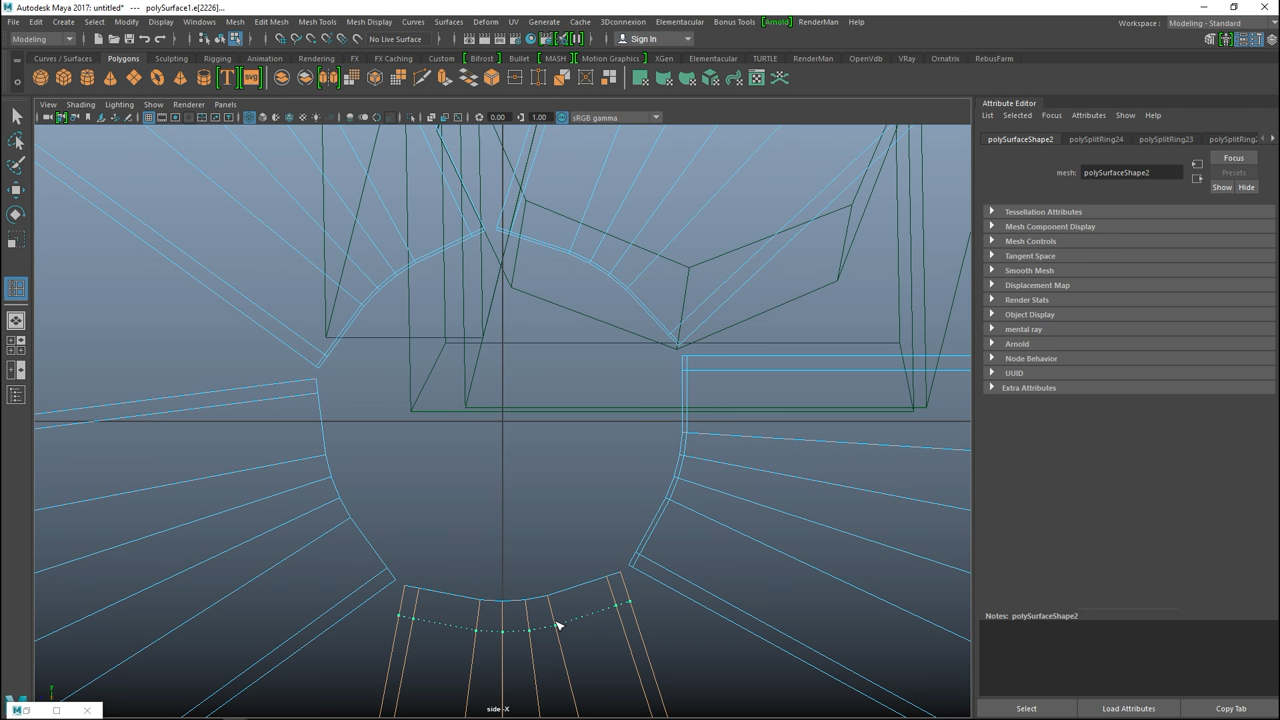 Autodesk Maya 2017: untitled* --- polySurface1.e[2226]...
File Edit Create Select Modify Display Windows Mesh Edit Mesh Mesh Tools Mesh Display Curves Surfaces Deform UV Generate Cache 3Dconnexion Elementacular Bonus Tools [Arnold] RenderMan Help
Workspace : Modeling - Standard*
Modeling No Live Surface Sign In
Curves / Surfaces Polygons Sculpting Rigging Animation Rendering FX FX Caching Custom [ Bifrost ] Bullet [ MASH ] [ Motion Graphics ] XGen Elementacular TURTLE RenderMan OpenVdb VRay Ornatrix RebusFarm
T svg
View Shading Lighting Show Renderer Panels
0.00 1.00 sRGB gamma
Attribute Editor
List Selected Focus Attributes Show Help
polySurfaceShape2 polySplitRing24 polySplitRing23
mesh: polySurfaceShape2
Focus
Presets
Show Hide
Tessellation Attributes
Mesh Component Display
Mesh Controls
Tangent Space
Smooth Mesh
Displacement Map
Render Stats
Object Display
mental ray
Arnold
Node Behavior
UUID
Extra Attributes
Notes: polySurfaceShape2
Select Load Attributes Copy Tab
y
side -X